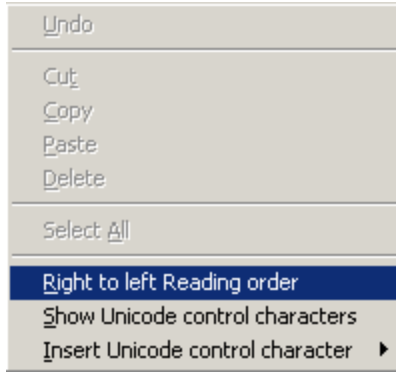 Undo
Cut
Copy
Paste
Delete
Select All
Right to left Reading order
Show Unicode control characters
Insert Unicode control character